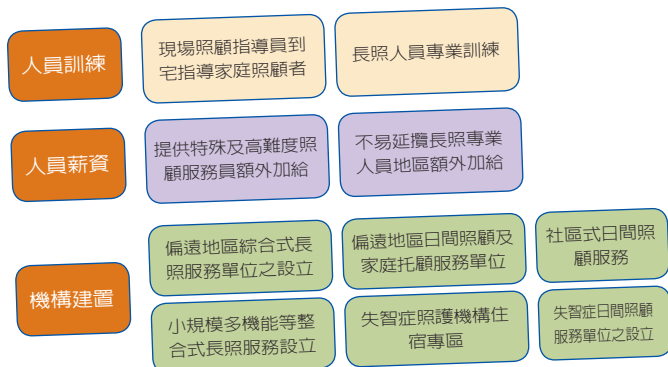 人員訓練
現場照顧指導員到
宅指導家庭照顧者
長照人員專業訓練
人員薪資
提供特殊及高難度照
顧服務員額外加給
不易延攬長照專業
人員地區額外加給
機構建置
偏遠地區綜合式長
照服務單位之設立
偏遠地區日間照顧及
家庭托顧服務單位
社區式日間照
顧服務
小規模多機能等整
合式長照服務設立
失智症照護機構住
宿專區
失智症日間照顧
服務單位之設立